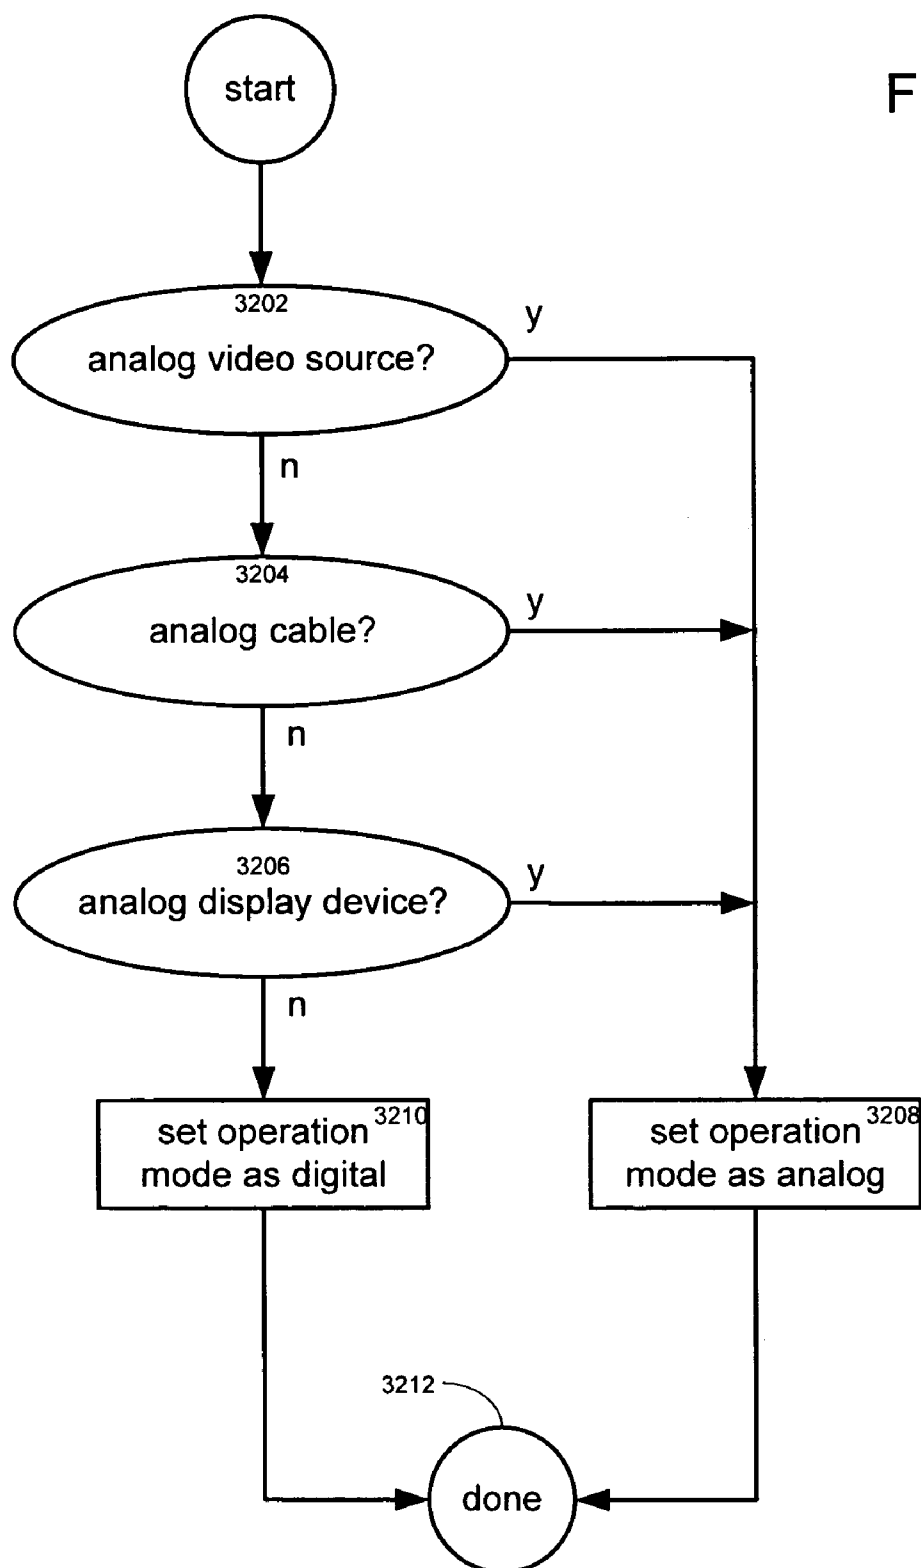 start
F
3202
analog video source?
y
n
3204
analog cable?
y
n
3206
analog display device?
y
n
3210
set operation
mode as digital
3208
set operation
mode as analog
3212
done